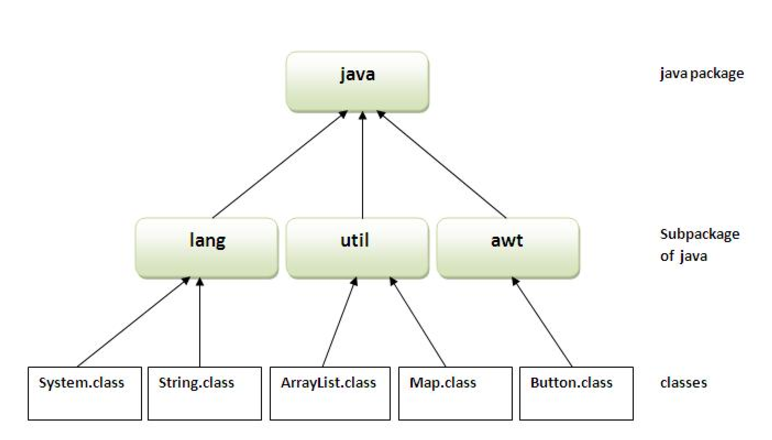 java
java package
lang
util
awt
Subpackage
of java
System.class
String.class
ArrayList.class
Map.class
Button.class
classes